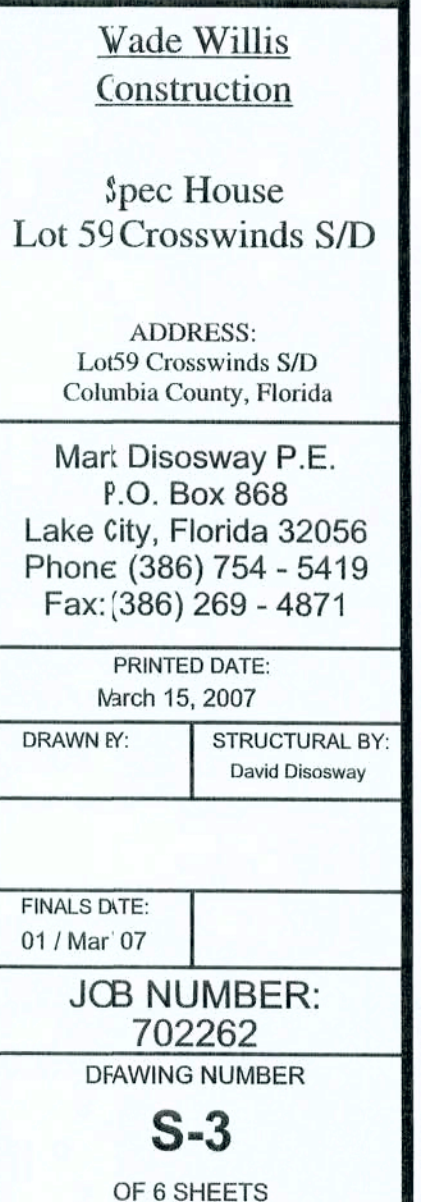 Wade Willis
Construction
Spec House
Lot 59 Crosswinds S/D
ADDRESS:
Lot59 Crosswinds S/D
Columbia County, Florida
Mark Disosway P.E.
P.O. Box 868
Lake City, Florida 32056
Phone: (386) 754 - 5419
Fax: (386) 269 - 4871
PRINTED DATE:
March 15, 2007
DRAWN BY:
STRUCTURAL BY:
David Disosway
FINALS DATE:
01 / Mar 07
JOB NUMBER:
702262
DRAWING NUMBER
S-3
OF 6 SHEETS